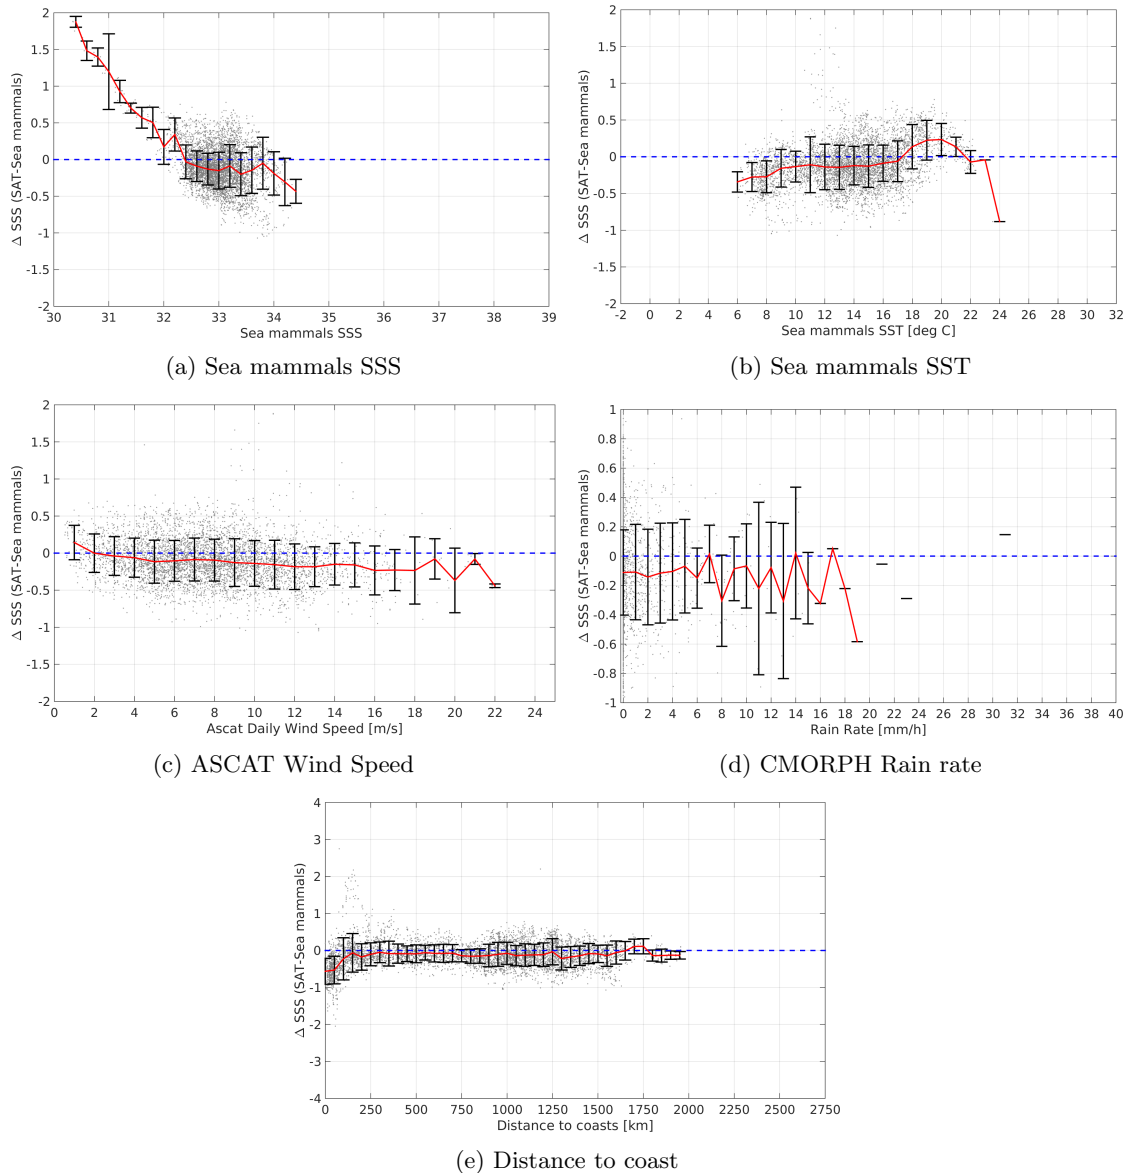 2
1.5
1
0.5
0
-0.5
-1
-1.5
-2
Δ SSS (SAT-Sea mammals)
30 31 32 33 34 35 36 37 38 39
Sea mammals SSS
(a) Sea mammals SSS
2
1.5
1
0.5
0
-0.5
-1
-1.5
-2
Δ SSS (SAT-Sea mammals)
-2 0 2 4 6 8 10 12 14 16 18 20 22 24 26 28 30 32
Sea mammals SST [deg C]
(b) Sea mammals SST
2
1.5
1
0.5
0
-0.5
-1
-1.5
-2
Δ SSS (SAT-Sea mammals)
0 2 4 6 8 10 12 14 16 18 20 22 24
Ascat Daily Wind Speed [m/s]
(c) ASCAT Wind Speed
1
0.8
0.6
0.4
0.2
0
-0.2
-0.4
-0.6
-0.8
-1
Δ SSS (SAT-Sea mammals)
0 2 4 6 8 10 12 14 16 18 20 22 24 26 28 30 32 34 36 38 40
Rain Rate [mm/h]
(d) CMORPH Rain rate
4
3
2
1
0
-1
-2
-3
-4
Δ SSS (SAT-Sea mammals)
0 250 500 750 1000 1250 1500 1750 2000 2250 2500 2750
Distance to coasts [km]
(e) Distance to coast